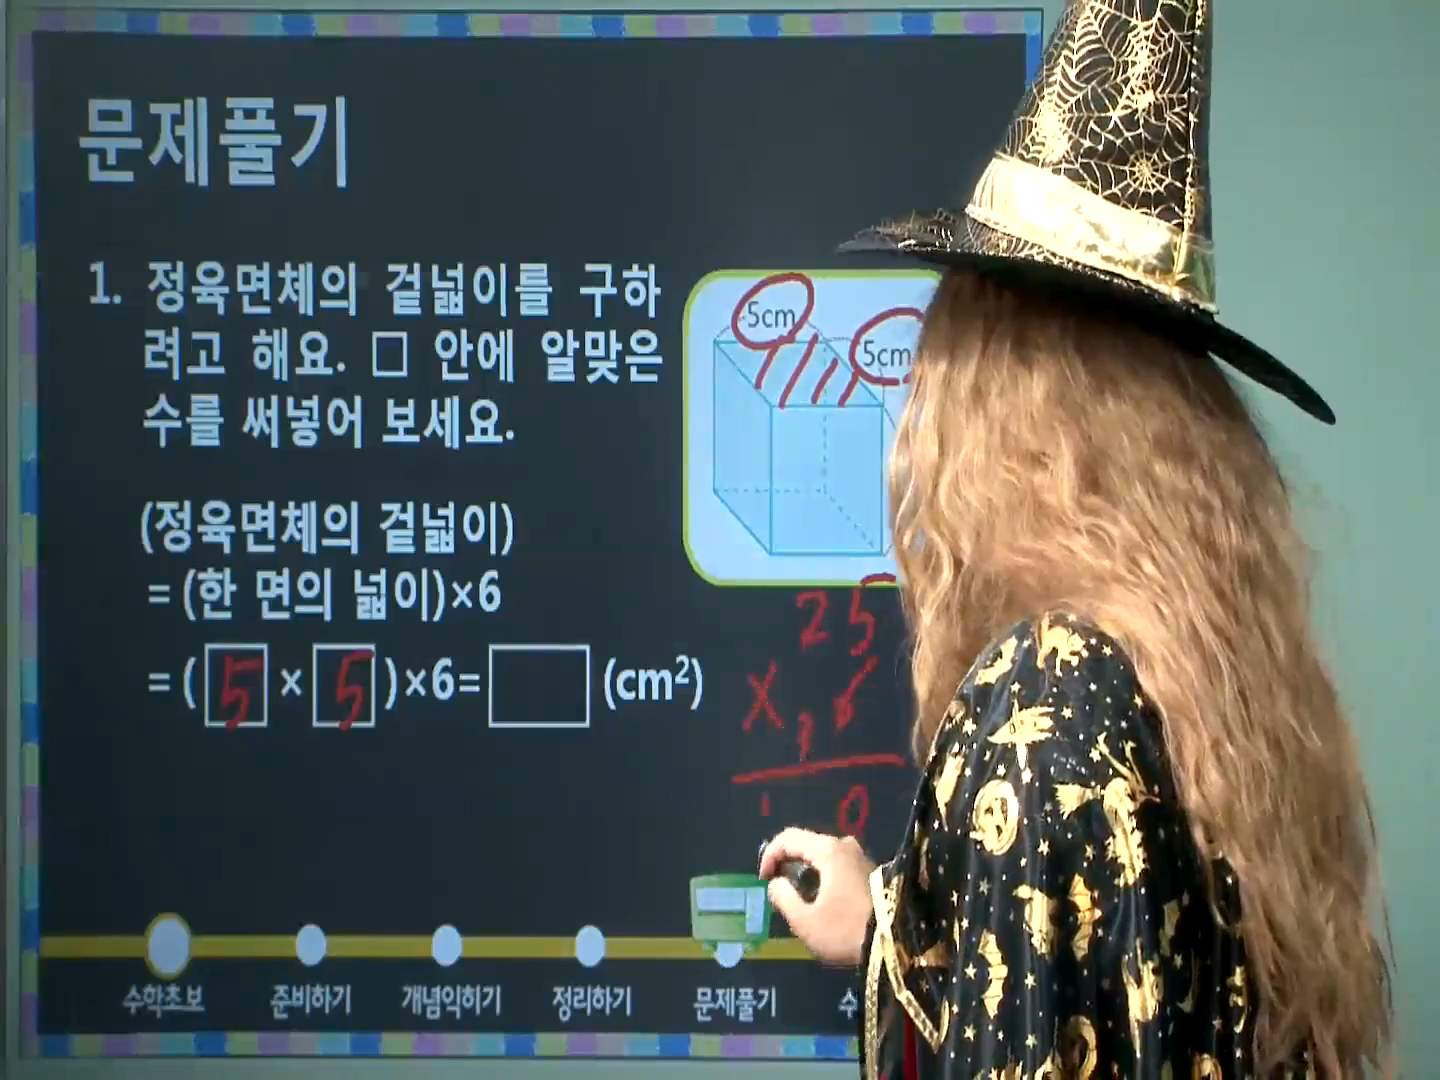 문제풀기
1. 정육면체의 겉넓이를 구하
려고 해요. □ 안에 알맞은
수를 써넣어 보세요.
5cm
5cm
(정육면체의 겉넓이)
= (한 면의 넓이)×6
= ( 5 × 5 )×6= □ (cm²)
25
× 6
3
1 0
수학초보 준비하기 개념익히기 정리하기 문제풀기 수